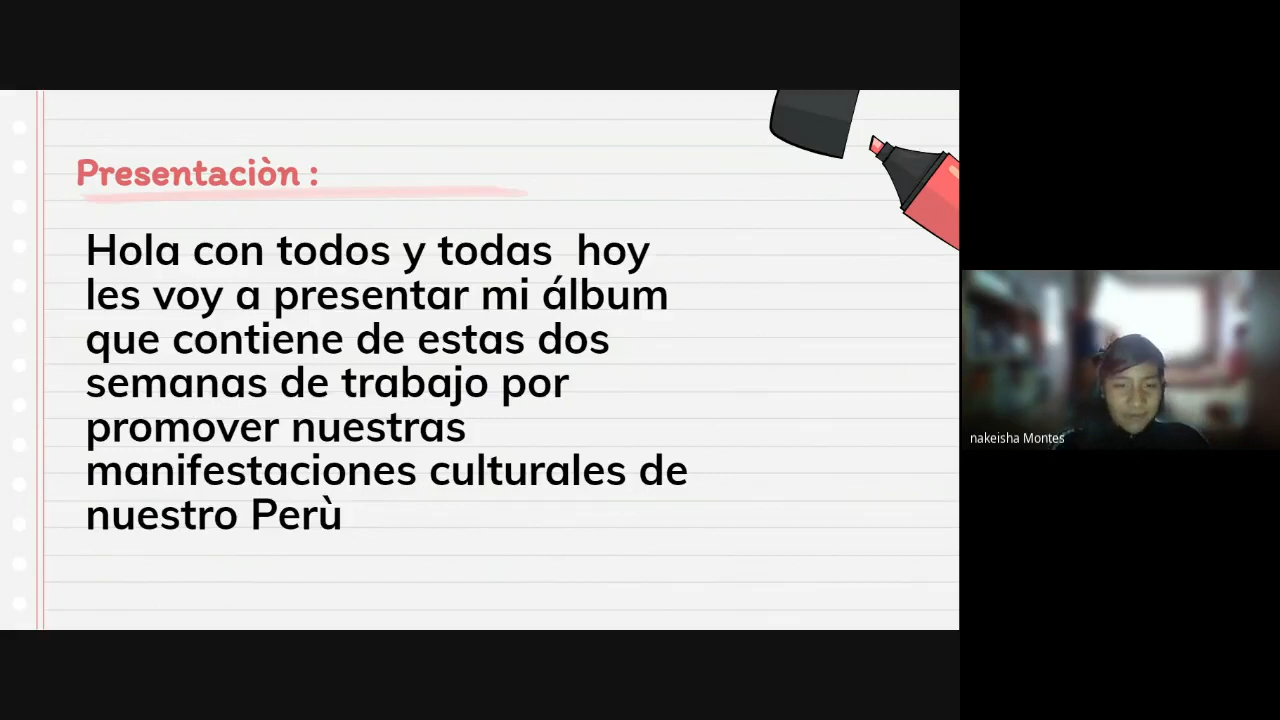 Presentaciòn :
Hola con todos y todas  hoy
les voy a presentar mi álbum
que contiene de estas dos
semanas de trabajo por
promover nuestras
manifestaciones culturales de
nuestro Perù
nakeisha Montes